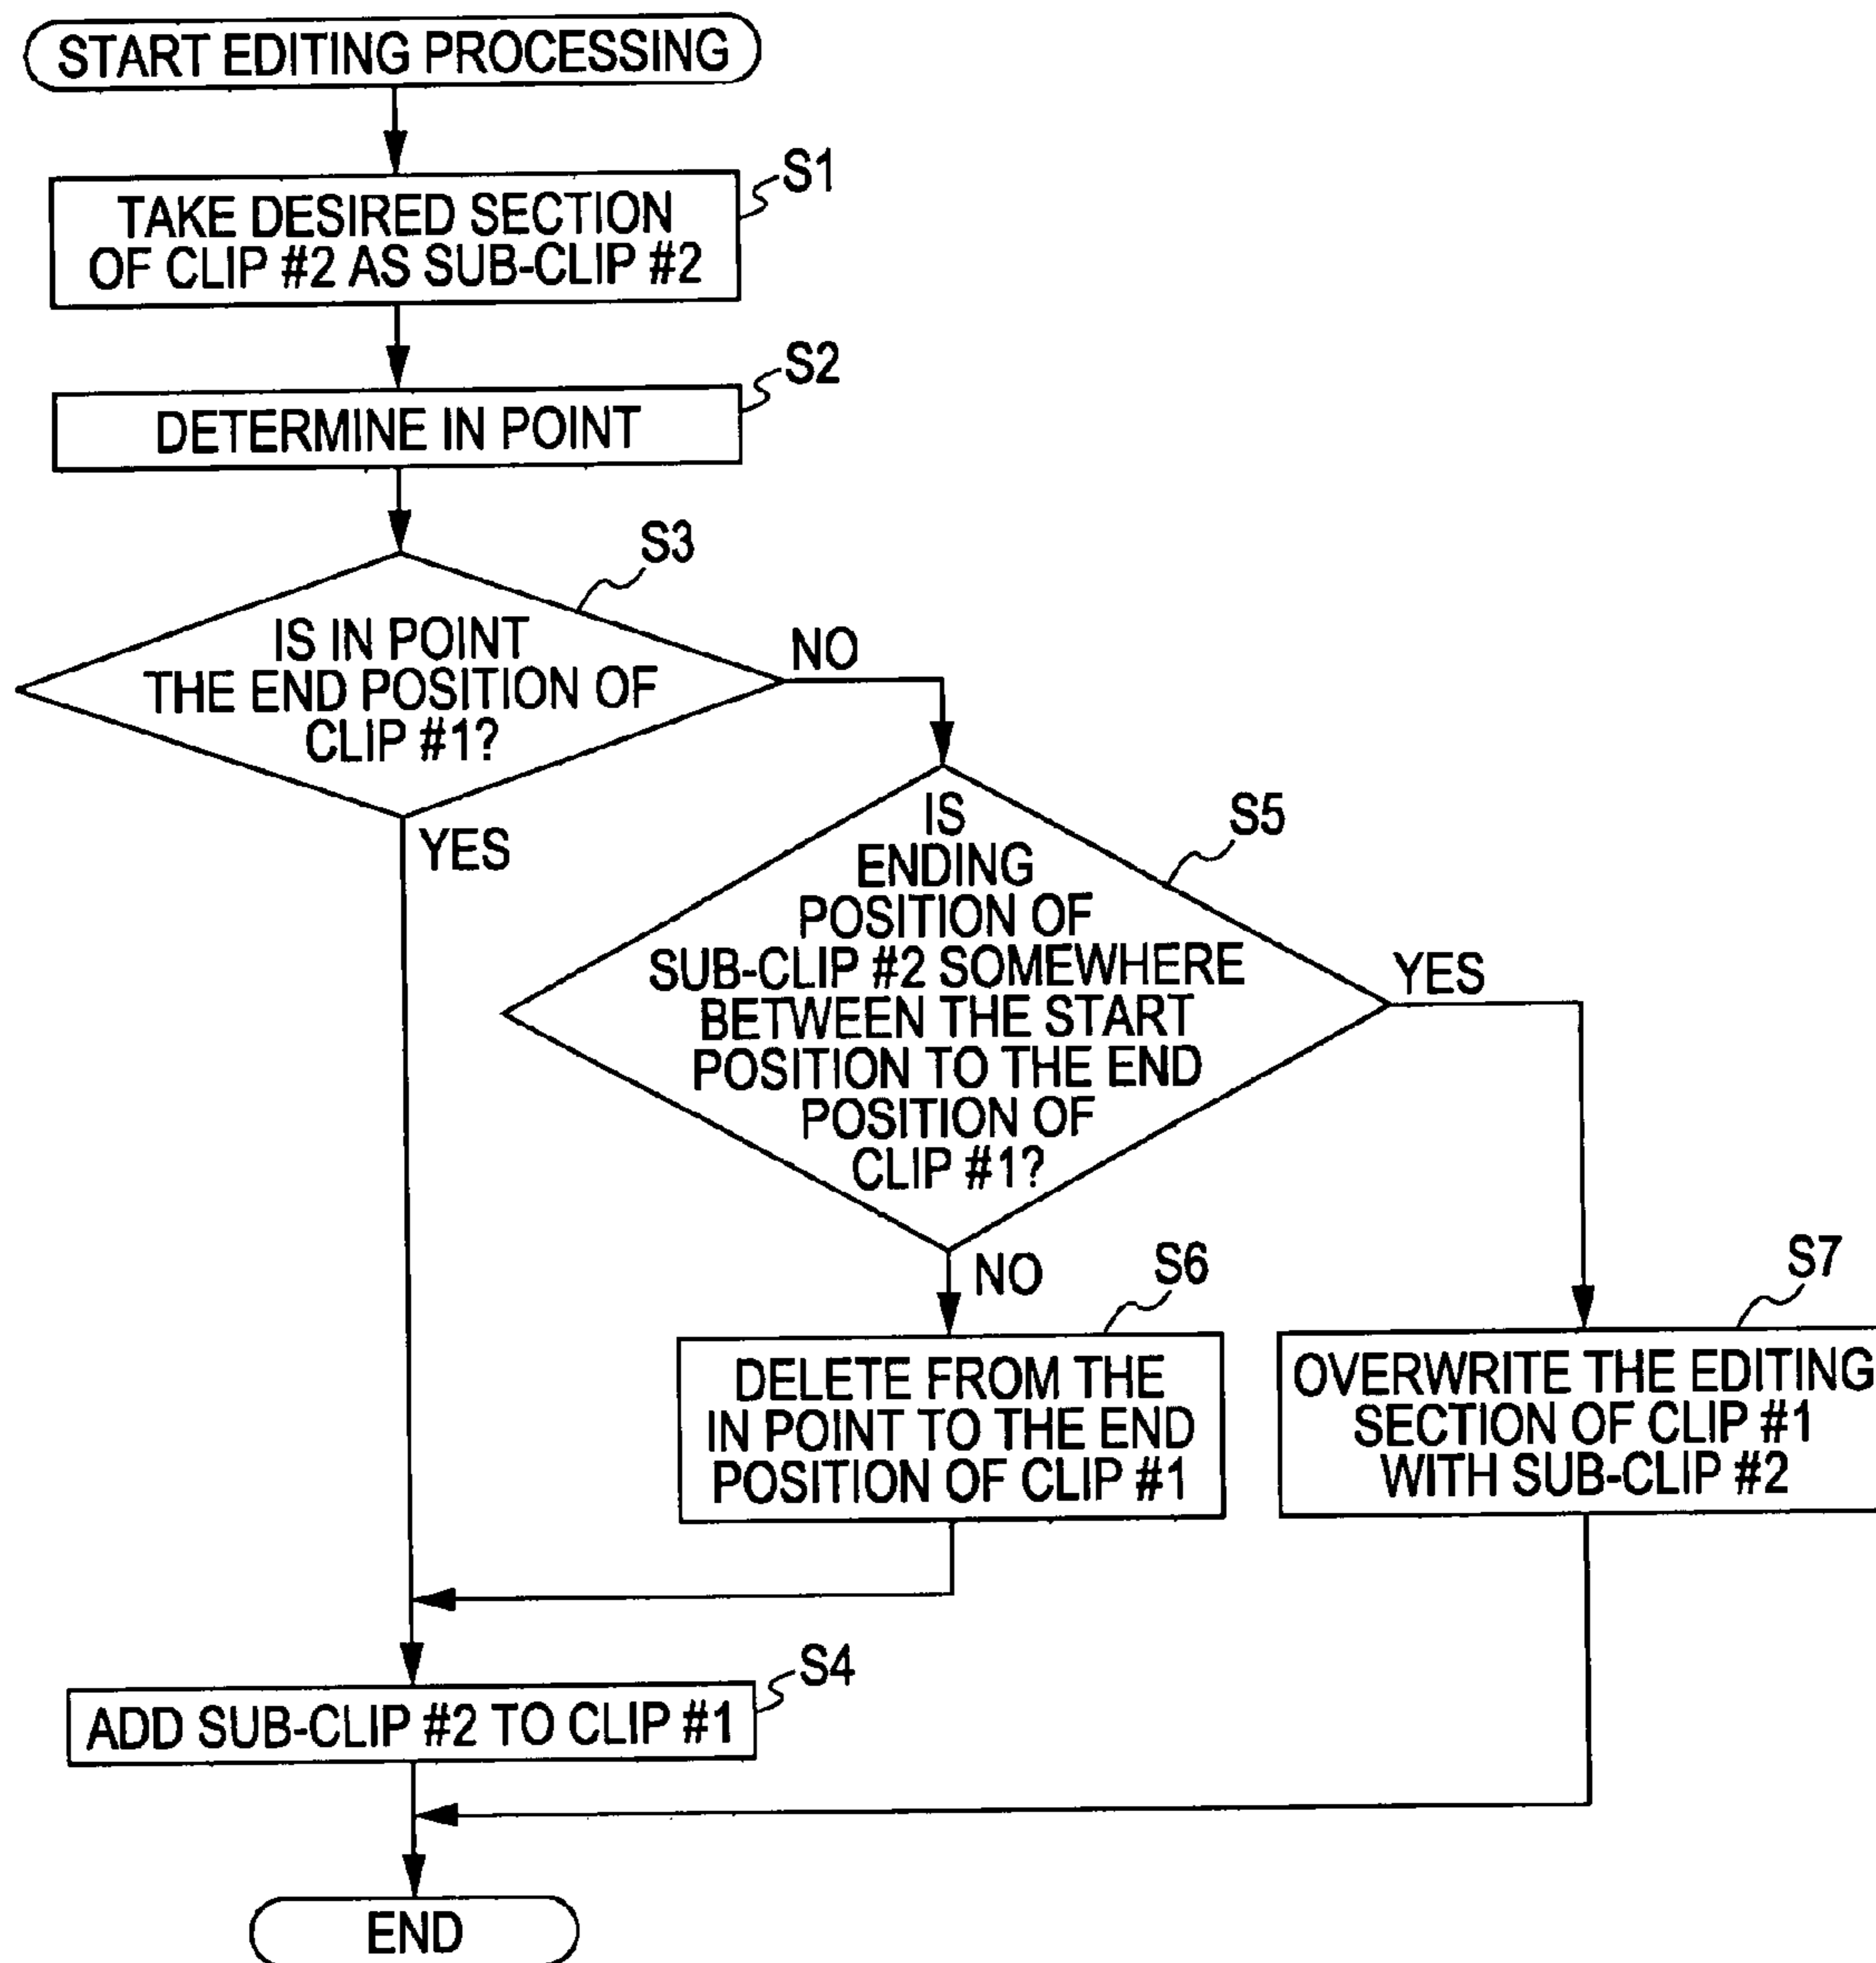 START EDITING PROCESSING
S1
TAKE DESIRED SECTION
OF CLIP #2 AS SUB-CLIP #2
S2
DETERMINE IN POINT
S3
IS IN POINT
THE END POSITION OF
CLIP #1?
NO
YES
S5
IS
ENDING
POSITION OF
SUB-CLIP #2 SOMEWHERE
BETWEEN THE START
POSITION TO THE END
POSITION OF
CLIP #1?
YES
NO
S6
DELETE FROM THE
IN POINT TO THE END
POSITION OF CLIP #1
S7
OVERWRITE THE EDITING
SECTION OF CLIP #1
WITH SUB-CLIP #2
S4
ADD SUB-CLIP #2 TO CLIP #1
END